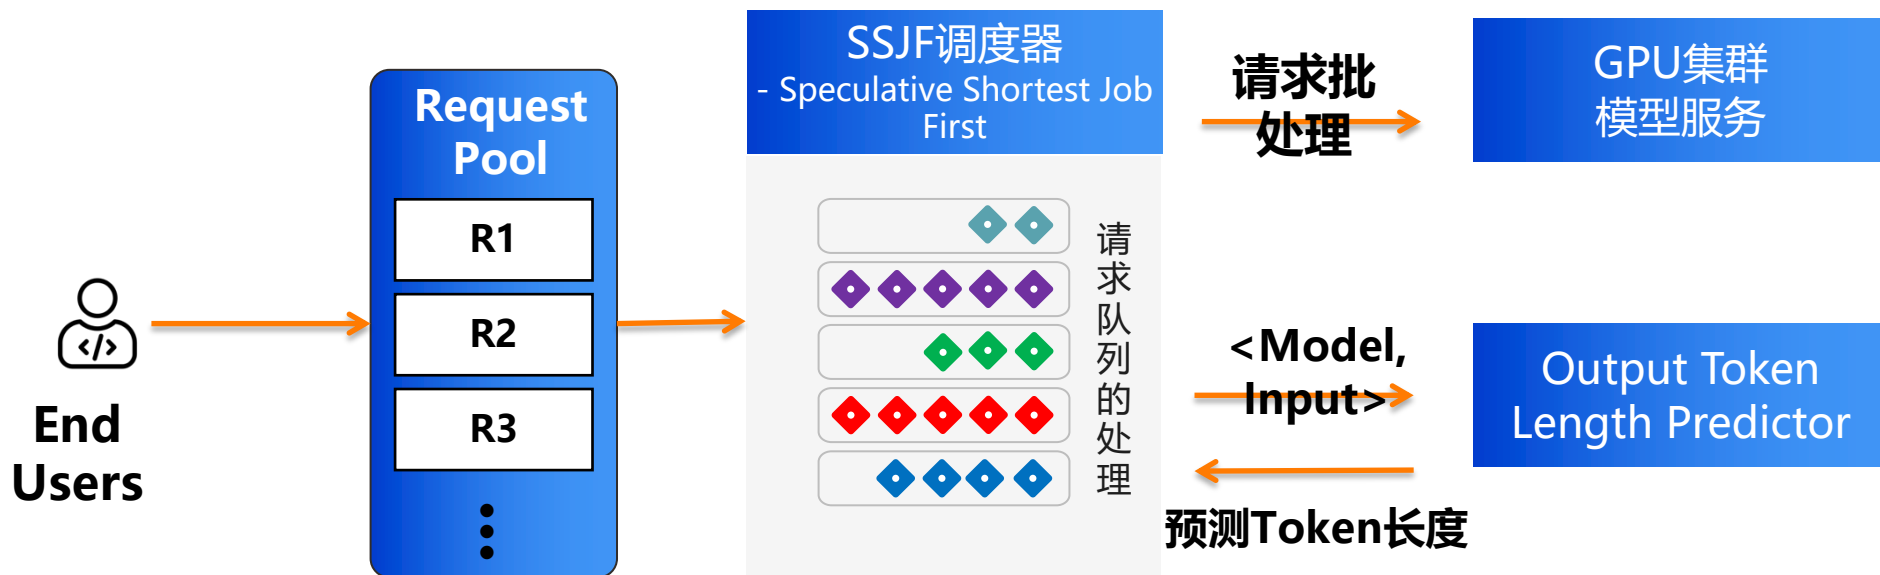 End
Users
Request
Pool
R1
R2
R3
SSJF调度器
- Speculative Shortest Job
First
请求队列的处理
请求批
处理
GPU集群
模型服务
<Model,
Input>
Output Token
Length Predictor
预测Token长度